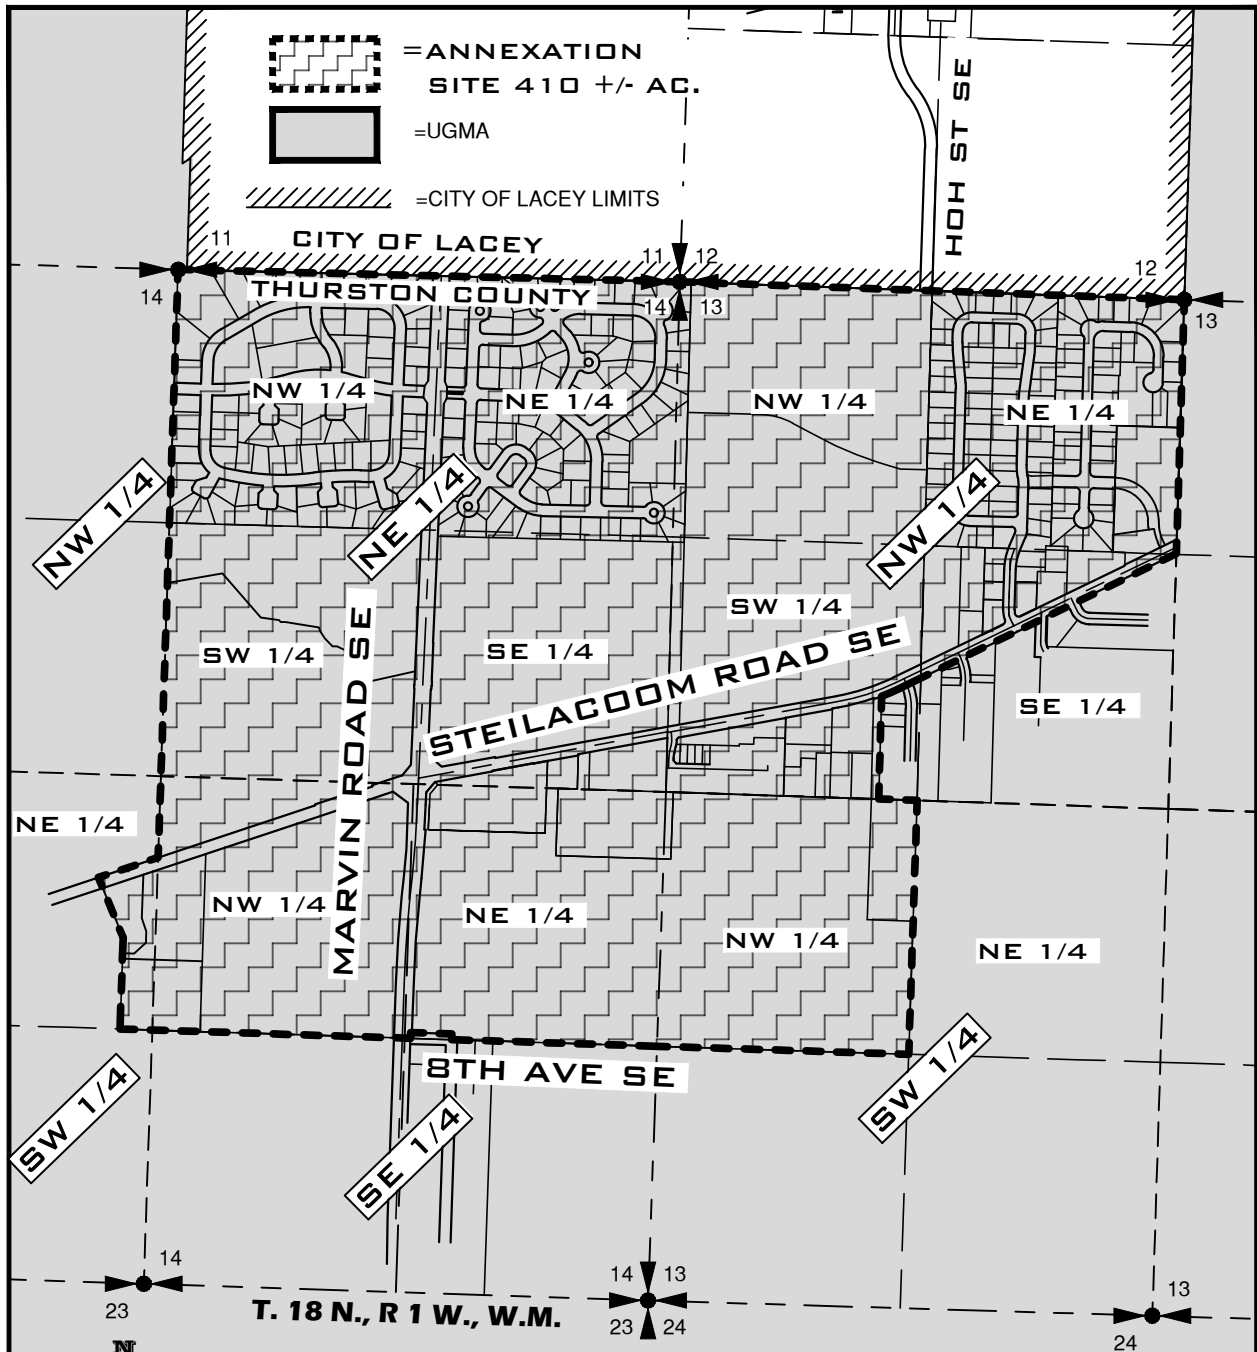 =ANNEXATION
SITE 410 +/- AC.
=UGMA
=CITY OF LACEY LIMITS
HOH ST SE
11
CITY OF LACEY
11
12
12
14
THURSTON COUNTY
14
13
13
NW 1/4
NE 1/4
NW 1/4
NE 1/4
NW 1/4
NE 1/4
NW 1/4
SW 1/4
SE 1/4
SW 1/4
SE 1/4
MARVIN ROAD SE
STEILACOOM ROAD SE
NE 1/4
NW 1/4
NE 1/4
NW 1/4
NE 1/4
8TH AVE SE
SW 1/4
SE 1/4
SW 1/4
14
14
13
13
23
T. 18 N., R 1 W., W.M.
23
24
24
N